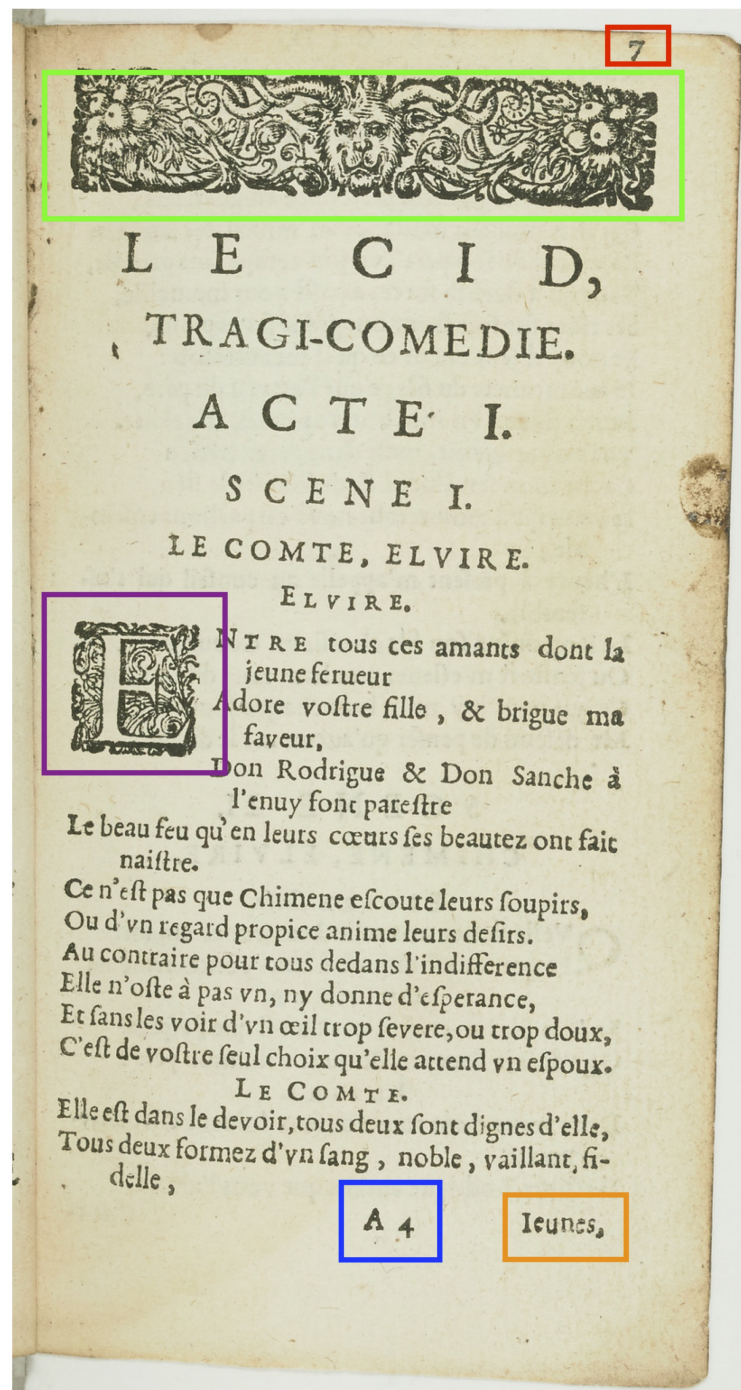 7
LE CID,
TRAGI-COMEDIE.
ACTE I.
SCENE I.
LE COMTE, ELVIRE.
ELVIRE.
ENTRE tous ces amants dont la
jeune ferueur
Adore voſtre fille, & brigue ma
faveur,
Don Rodrigue & Don Sanche à
l'enuy font pareſtre
Le beau feu qu'en leurs cœurs ſes beautez ont fait
naiſtre.
Ce n'eſt pas que Chimene eſcoute leurs ſoupirs,
Ou d'vn regard propice anime leurs deſirs.
Au contraire pour tous dedans l'indifference
Elle n'oſte à pas vn, ny donne d'eſperance,
Et ſans les voir d'vn œil trop ſevere, ou trop doux,
C'eſt de voſtre ſeul choix qu'elle attend vn eſpoux.
LE COMTE.
Elle eſt dans le devoir, tous deux ſont dignes d'elle,
Tous deux formez d'vn ſang, noble, vaillant, fi-
delle,
A 4 Ieunes,